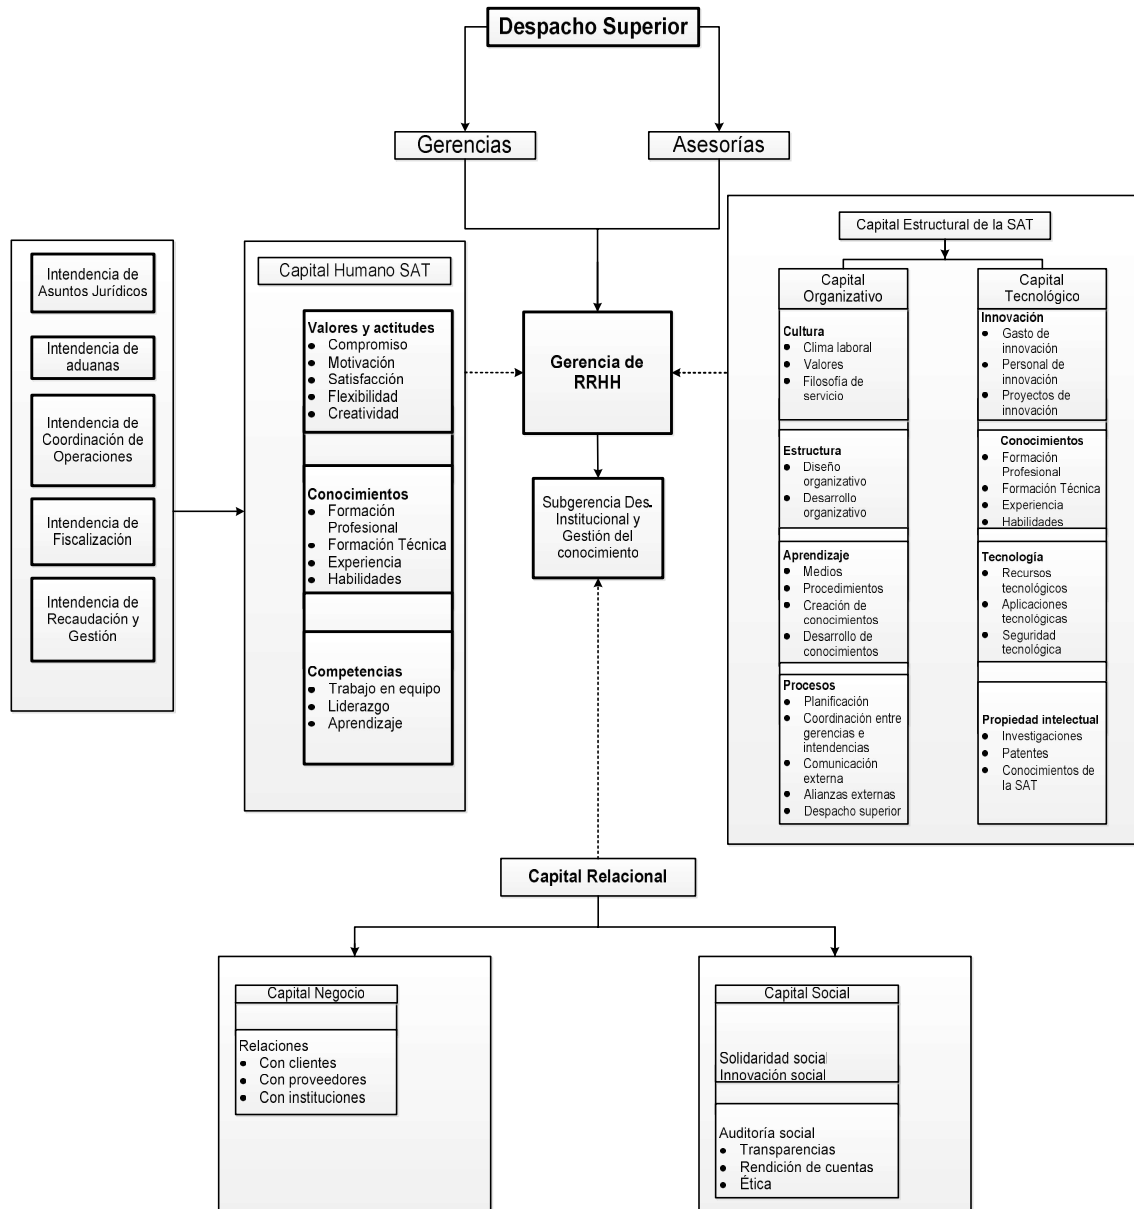 Despacho Superior
Gerencias
Asesorías
Intendencia de
Asuntos Jurídicos
Intendencia de
aduanas
Intendencia de
Coordinación de
Operaciones
Intendencia de
Fiscalización
Intendencia de
Recaudación y
Gestión
Capital Humano SAT
Valores y actitudes
● Compromiso
● Motivación
● Satisfacción
● Flexibilidad
● Creatividad
Conocimientos
● Formación
Profesional
● Formación Técnica
● Experiencia
● Habilidades
Competencias
● Trabajo en equipo
● Liderazgo
● Aprendizaje
Gerencia de
RRHH
Subgerencia Des-
Institucional y
Gestión del
conocimiento
Capital Estructural de la SAT
Capital
Organizativo
Cultura
● Clima laboral
● Valores
● Filosofía de
servicio
Estructura
● Diseño
organizativo
● Desarrollo
organizativo
Aprendizaje
● Medios
● Procedimientos
● Creación de
conocimientos
● Desarrollo de
conocimientos
Procesos
● Planificación
● Coordinación entre
gerencias e
intendencias
● Comunicación
externa
● Alianzas externas
● Despacho superior
Capital
Tecnológico
Innovación
● Gasto de
innovación
● Personal de
innovación
● Proyectos de
innovación
Conocimientos
● Formación
Profesional
● Formación Técnica
● Experiencia
● Habilidades
Tecnología
● Recursos
tecnológicos
● Aplicaciones
tecnológicas
● Seguridad
tecnológica
Propiedad intelectual
● Investigaciones
● Patentes
● Conocimientos de
la SAT
Capital Relacional
Capital Negocio
Relaciones
● Con clientes
● Con proveedores
● Con instituciones
Capital Social
Solidaridad social
Innovación social
Auditoría social
● Transparencias
● Rendición de cuentas
● Ética